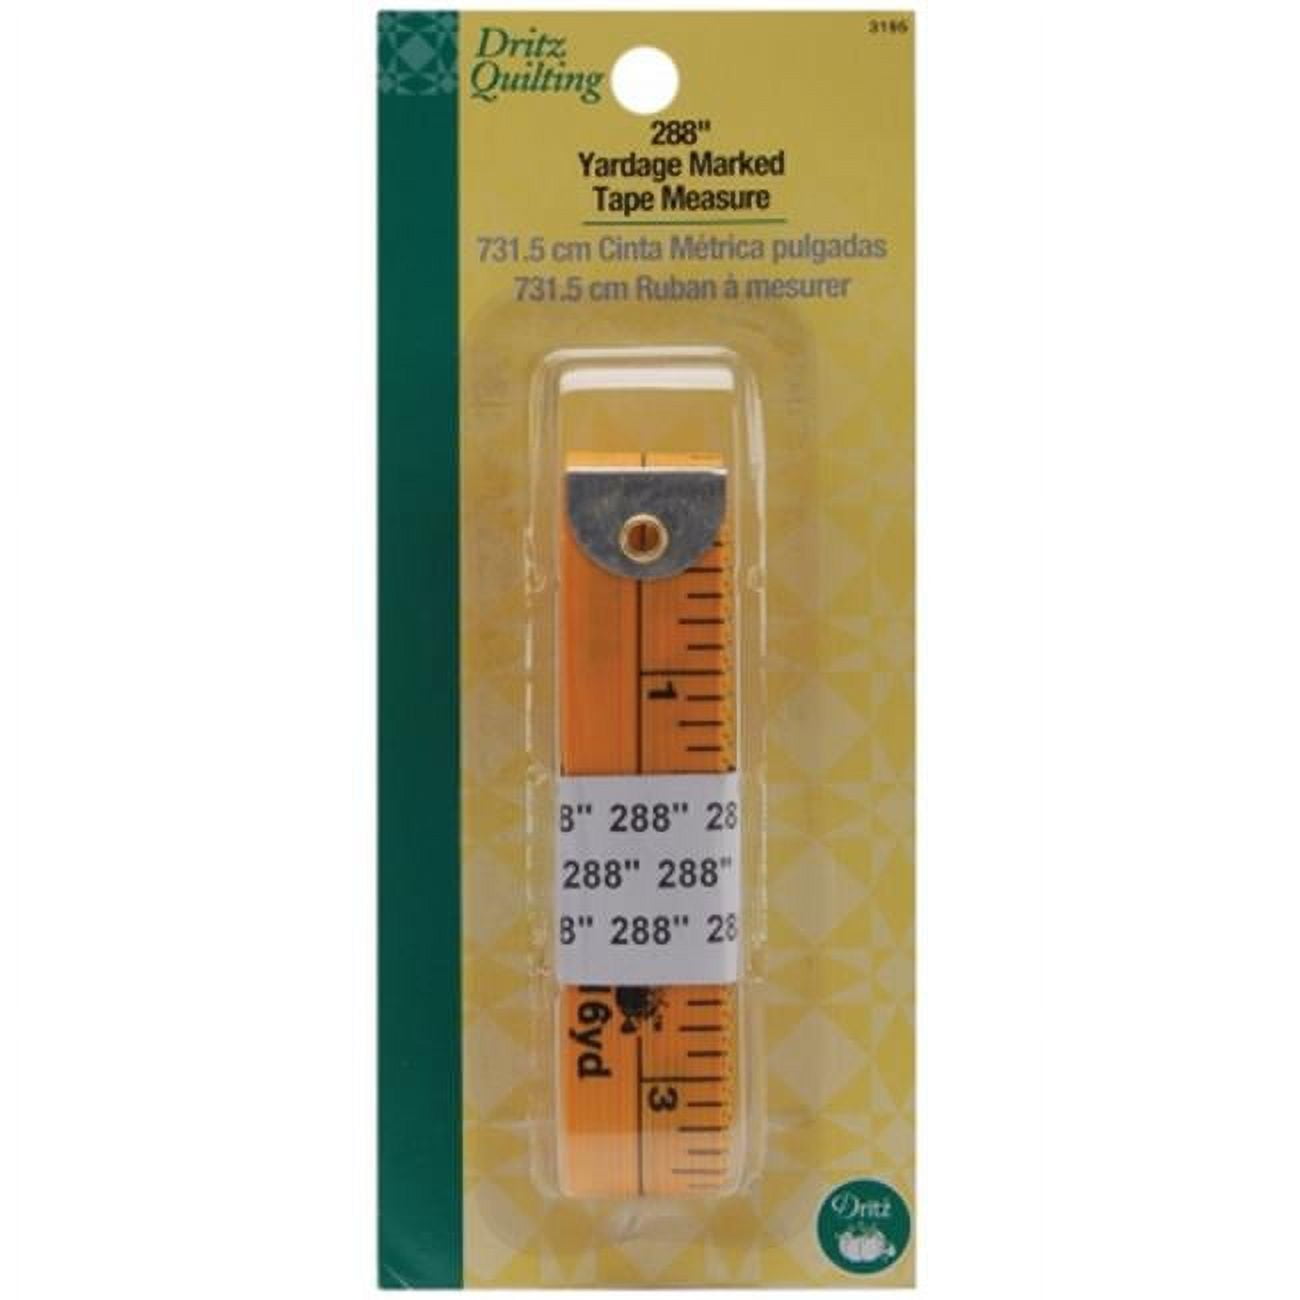 Dritz
Quilting
3195
288"
Yardage Marked
Tape Measure
731.5 cm Cinta Métrica pulgadas
731.5 cm Ruban à mesurer
1
8" 288" 28
288" 288"
8" 288" 28
16yd
3
Dritz